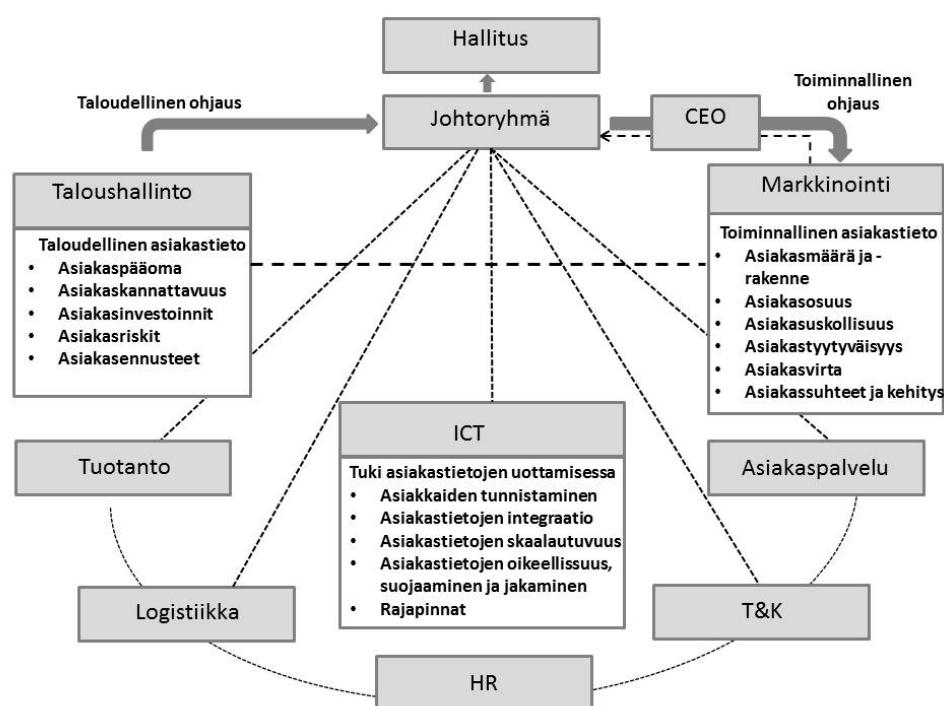 Hallitus
Taloudellinen ohjaus
Johtoryhmä
CEO
Toiminnallinen
ohjaus
Taloushallinto
Taloudellinen asiakastieto
• Asiakaspääoma
• Asiakaskannattavuus
• Asiakasinvestoinnit
• Asiakasriskit
• Asiakasennusteet
Markkinointi
Toiminnallinen asiakastieto
• Asiakasmäärä ja -
rakenne
• Asiakasosuus
• Asiakasuskollisuus
• Asiakastyytyväisyys
• Asiakasvirta
• Asiakassuhteet ja kehitys
Tuotanto
ICT
Tuki asiakastietojen uottamisessa
• Asiakkaiden tunnistaminen
• Asiakastietojen integraatio
• Asiakastietojen skaalautuvuus
• Asiakastietojen oikeellissuus,
suojaaminen ja jakaminen
• Rajapinnat
Asiakaspalvelu
Logistiikka
T&K
HR